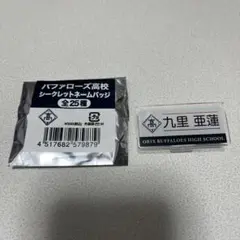 バファローズ高校
シークレットネームバッジ
全25種
4 517682 579879
高
九里 亜蓮
ORIX BUFFALOES HIGH SCHOOL